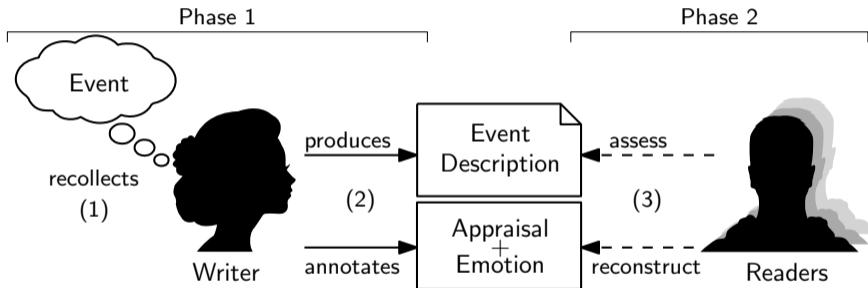 Phase 1
Phase 2
Event
recollects
(1)
produces
(2)
annotates
Writer
Event
Description
Appraisal
+
Emotion
assess
(3)
reconstruct
Readers